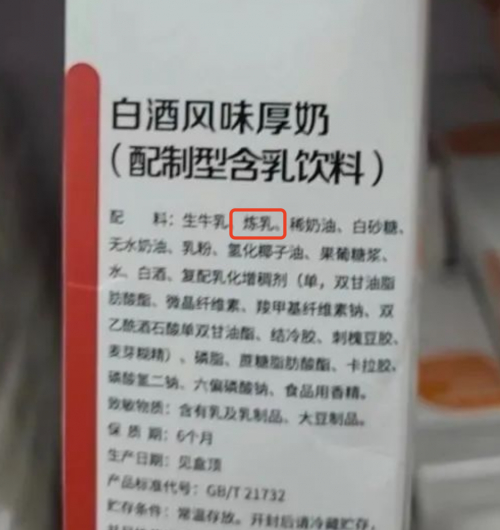 白酒风味厚奶
（配制型含乳饮料）
配 料：生牛乳、炼乳、稀奶油、白砂糖、
无水奶油、乳粉、氢化椰子油、果葡糖浆、
水、白酒、复配乳化增稠剂（单，双甘油脂
肪酸酯、微晶纤维素、羧甲基纤维素钠、双
乙酰酒石酸单双甘油酯、结冷胶、刺槐豆胶、
麦芽糊精）、磷脂、蔗糖脂肪酸酯、卡拉胶、
磷酸氢二钠、六偏磷酸钠、食品用香精。
致敏物质：含有乳及乳制品、大豆制品。
保 质 期：6个月
生产日期：见盒顶
产品标准代号：GB/T 21732
贮存条件：常温存放。开封后请冷藏贮存，